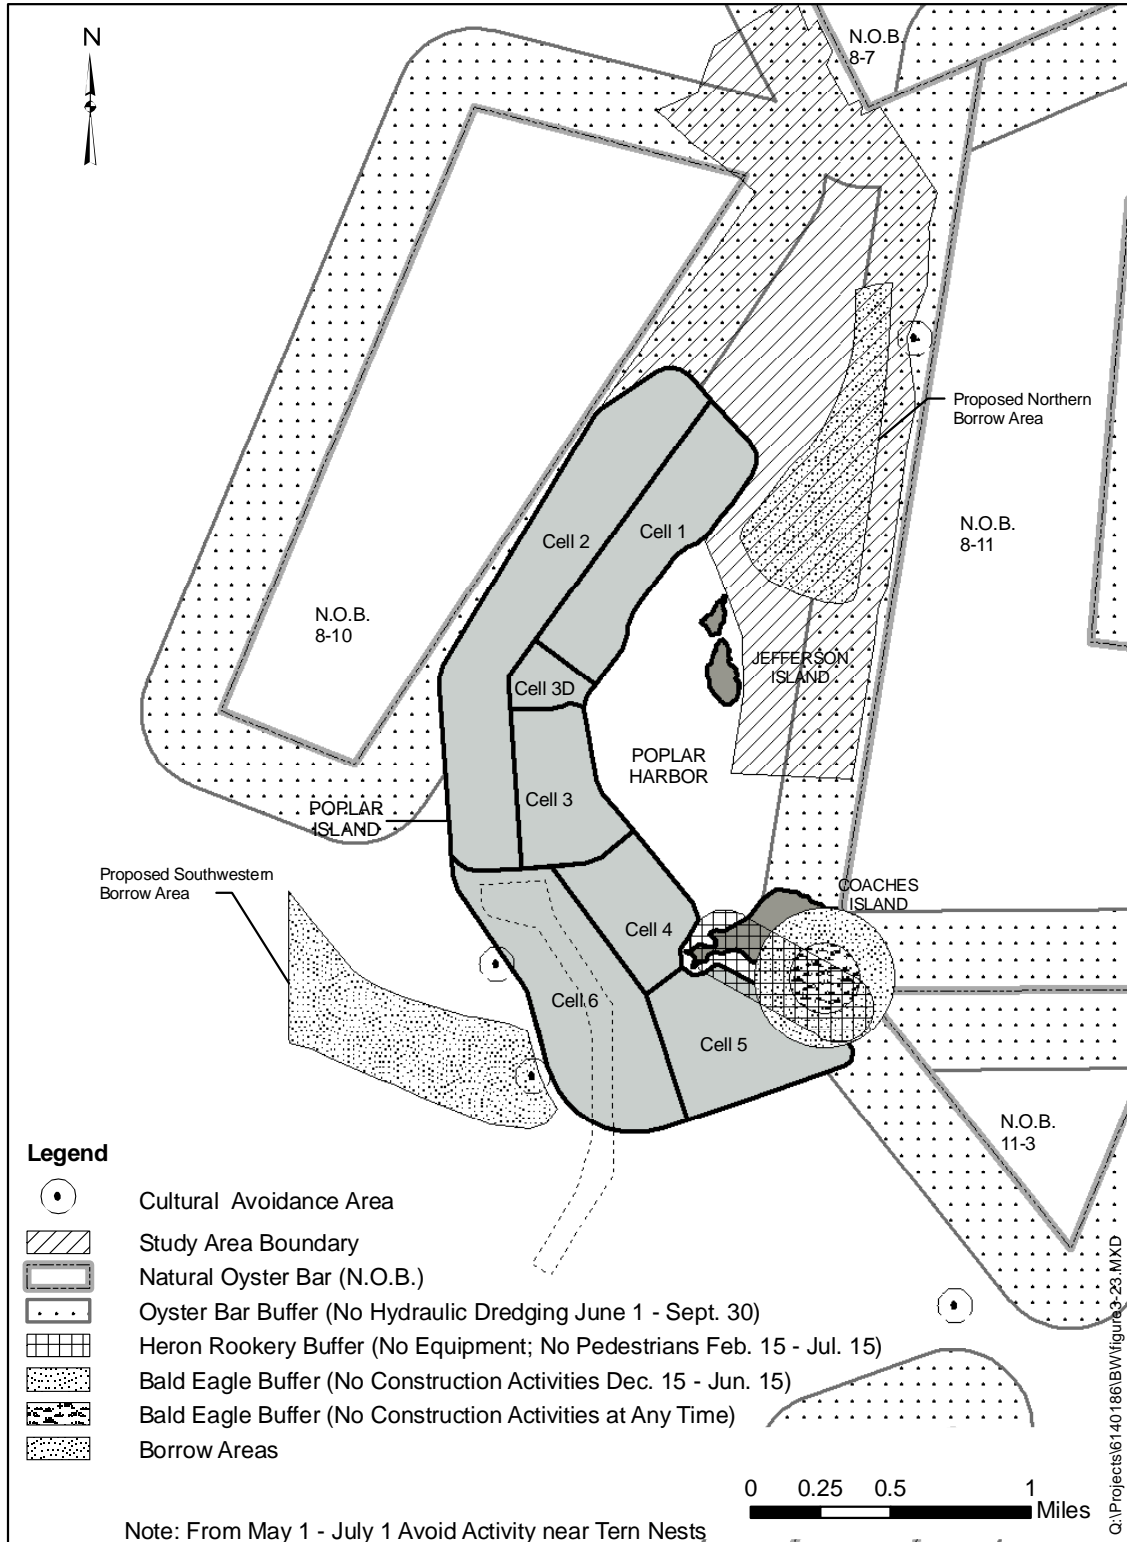 N
N.O.B.
8-7
Proposed Northern
Borrow Area
N.O.B.
8-11
Cell 1
Cell 2
N.O.B.
8-10
JEFFERSON
ISLAND
Cell 3D
POPLAR
HARBOR
Cell 3
POPLAR
ISLAND
Proposed Southwestern
Borrow Area
COACHES
ISLAND
Cell 4
Cell 6
Cell 5
N.O.B.
11-3
Legend
Cultural Avoidance Area
Study Area Boundary
Natural Oyster Bar (N.O.B.)
Oyster Bar Buffer (No Hydraulic Dredging June 1 - Sept. 30)
Heron Rookery Buffer (No Equipment; No Pedestrians Feb. 15 - Jul. 15)
Bald Eagle Buffer (No Construction Activities Dec. 15 - Jun. 15)
Bald Eagle Buffer (No Construction Activities at Any Time)
Borrow Areas
0 0.25 0.5 1
Miles
Note: From May 1 - July 1 Avoid Activity near Tern Nests
Q:\Projects\6140186\BW\figure3-23.MXD